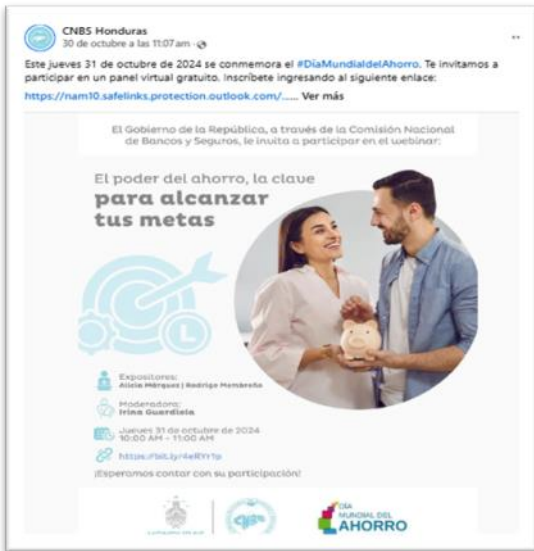 CNBS Honduras
30 de octubre a las 11:07 am ·
Este jueves 31 de octubre de 2024 se conmemora el #DíaMundialdelAhorro. Te invitamos a
participar en un panel virtual gratuito. Inscríbete ingresando al siguiente enlace:
https://nam10.safelinks.protection.outlook.com/...... Ver más
El Gobierno de la República, a través de la Comisión Nacional
de Bancos y Seguros, le invita a participar en el webinar:
El poder del ahorro, la clave
para alcanzar
tus metas
Expositores:
Alicia Márquez | Rodrigo Membreño
Moderadora:
Irina Guardiola
Jueves 31 de octubre de 2024
10:00 AM - 11:00 AM
https://bit.ly/4eRYr1p
¡Esperamos contar con su participación!
CNBS
DÍA
MUNDIAL DEL
AHORRO